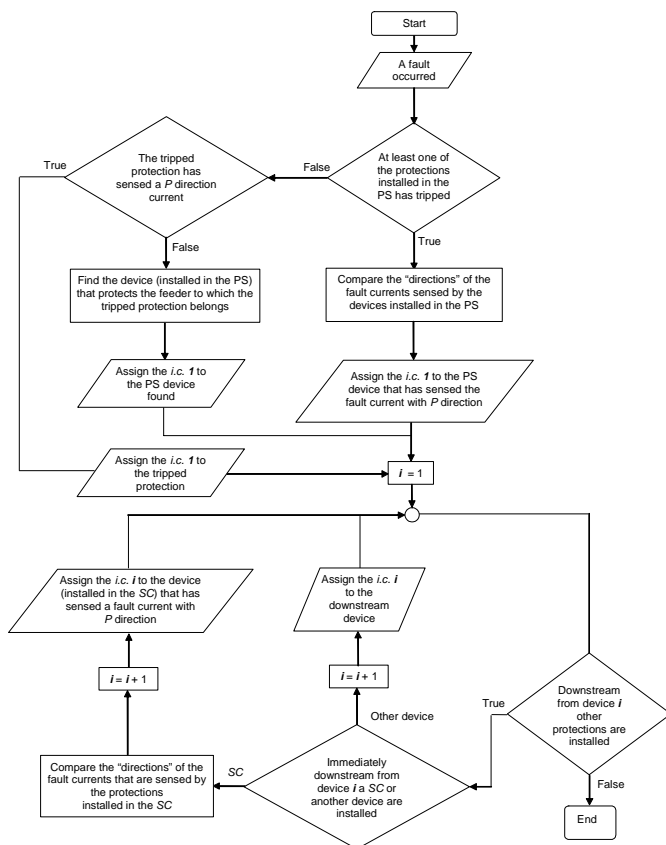 Start
A fault
occurred
At least one of
the protections
installed in the
PS has tripped
False
True
The tripped
protection has
sensed a P direction
current
True
False
Find the device (installed in the PS)
that protects the feeder to which the
tripped protection belongs
Compare the “directions” of the
fault currents sensed by the
devices installed in the PS
Assign the i.c. 1 to
the PS device
found
Assign the i.c. 1 to the PS
device that has sensed the
fault current with P direction
Assign the i.c. 1 to
the tripped
protection
i = 1
Assign the i.c. i to the device
(installed in the SC) that has
sensed a fault current with
P direction
Assign the i.c. i
to the
downstream
device
i = i + 1
i = i + 1
Downstream
from device i
other
protections are
installed
True
False
Other device
Immediately
downstream from
device i a SC or
another device are
installed
SC
Compare the “directions” of the
fault currents that are sensed by
the protections
installed in the SC
End